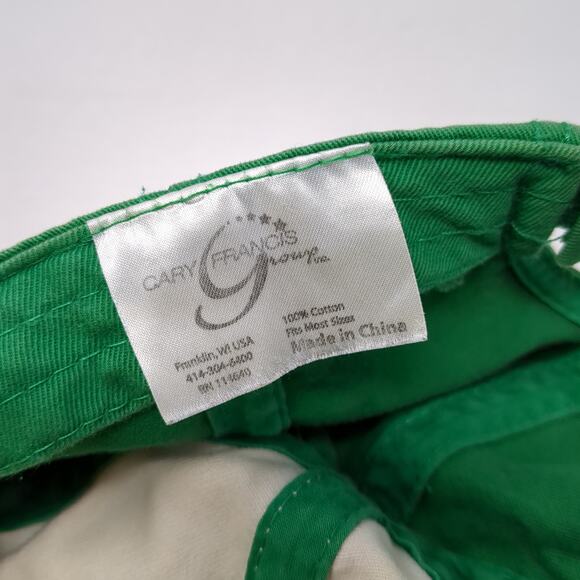 CARY FRANCIS
Group INC.
Franklin, WI USA
414-304-6400
RN 114640
100% Cotton
Fits Most Sizes
Made in China